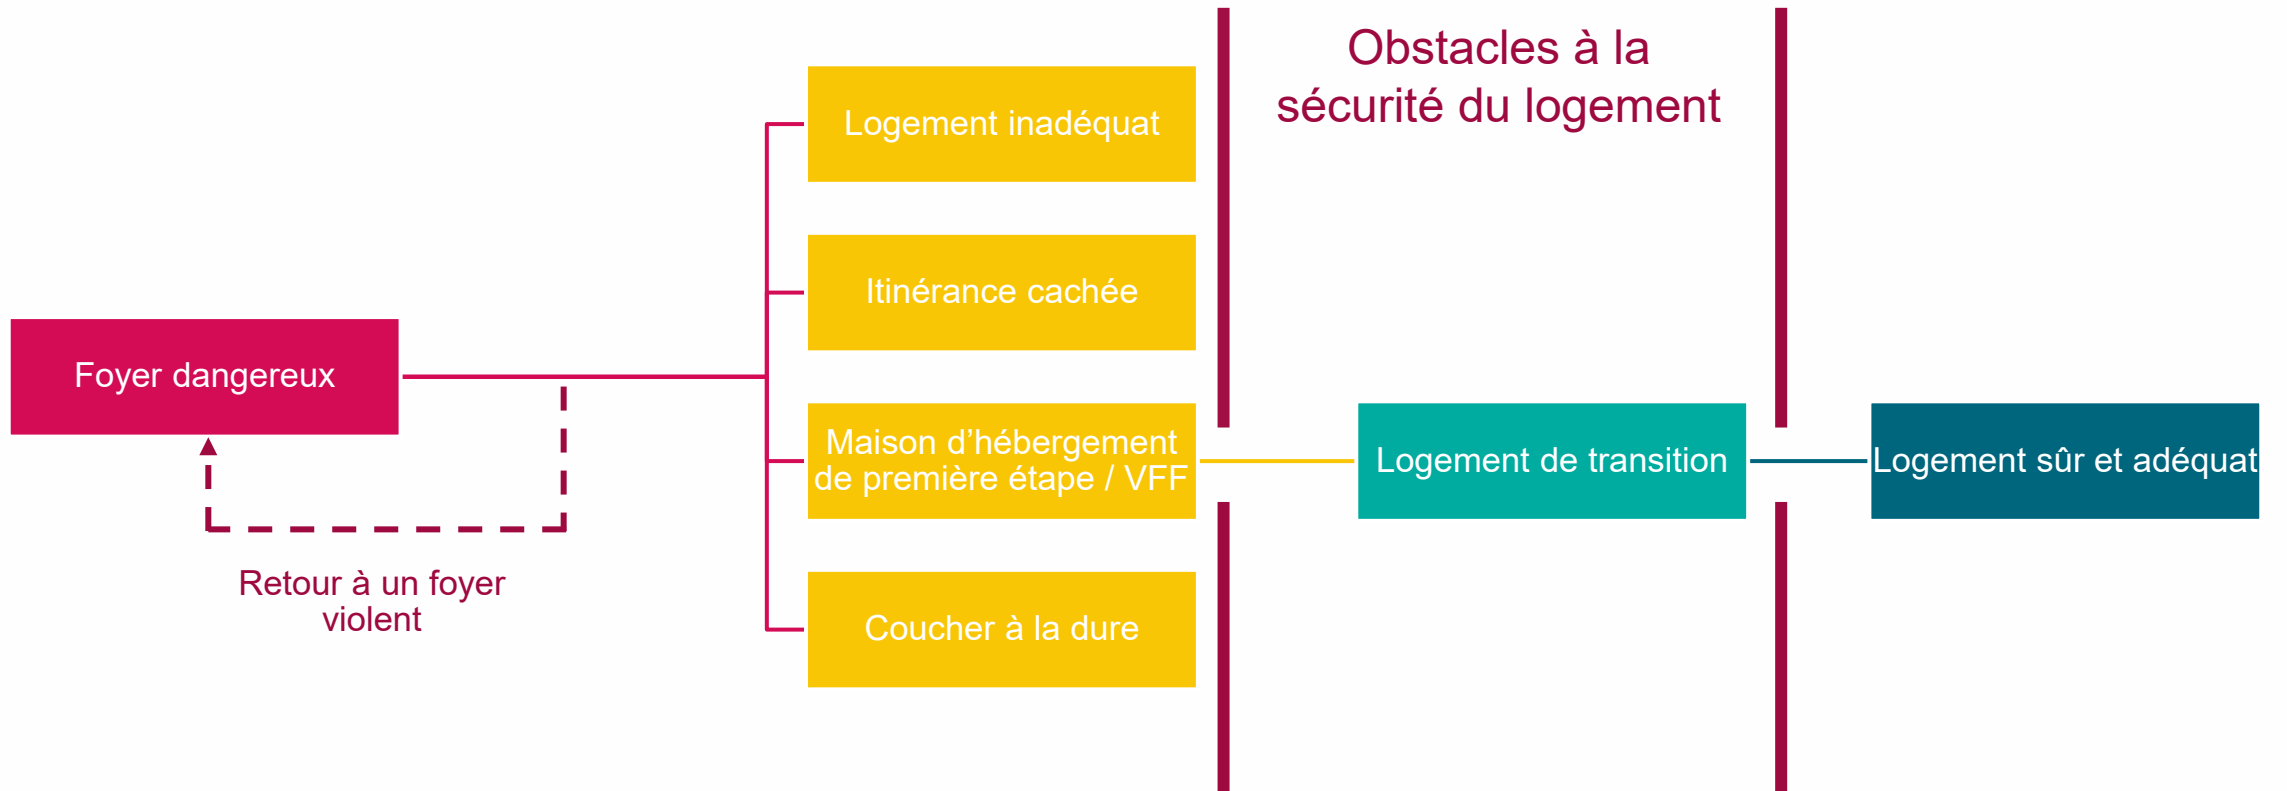 Obstacles à la
sécurité du logement
Logement inadéquat
Itinérance cachée
Foyer dangereux
Maison d’hébergement
de première étape / VFF
Logement de transition
Logement sûr et adéquat
Retour à un foyer
violent
Coucher à la dure